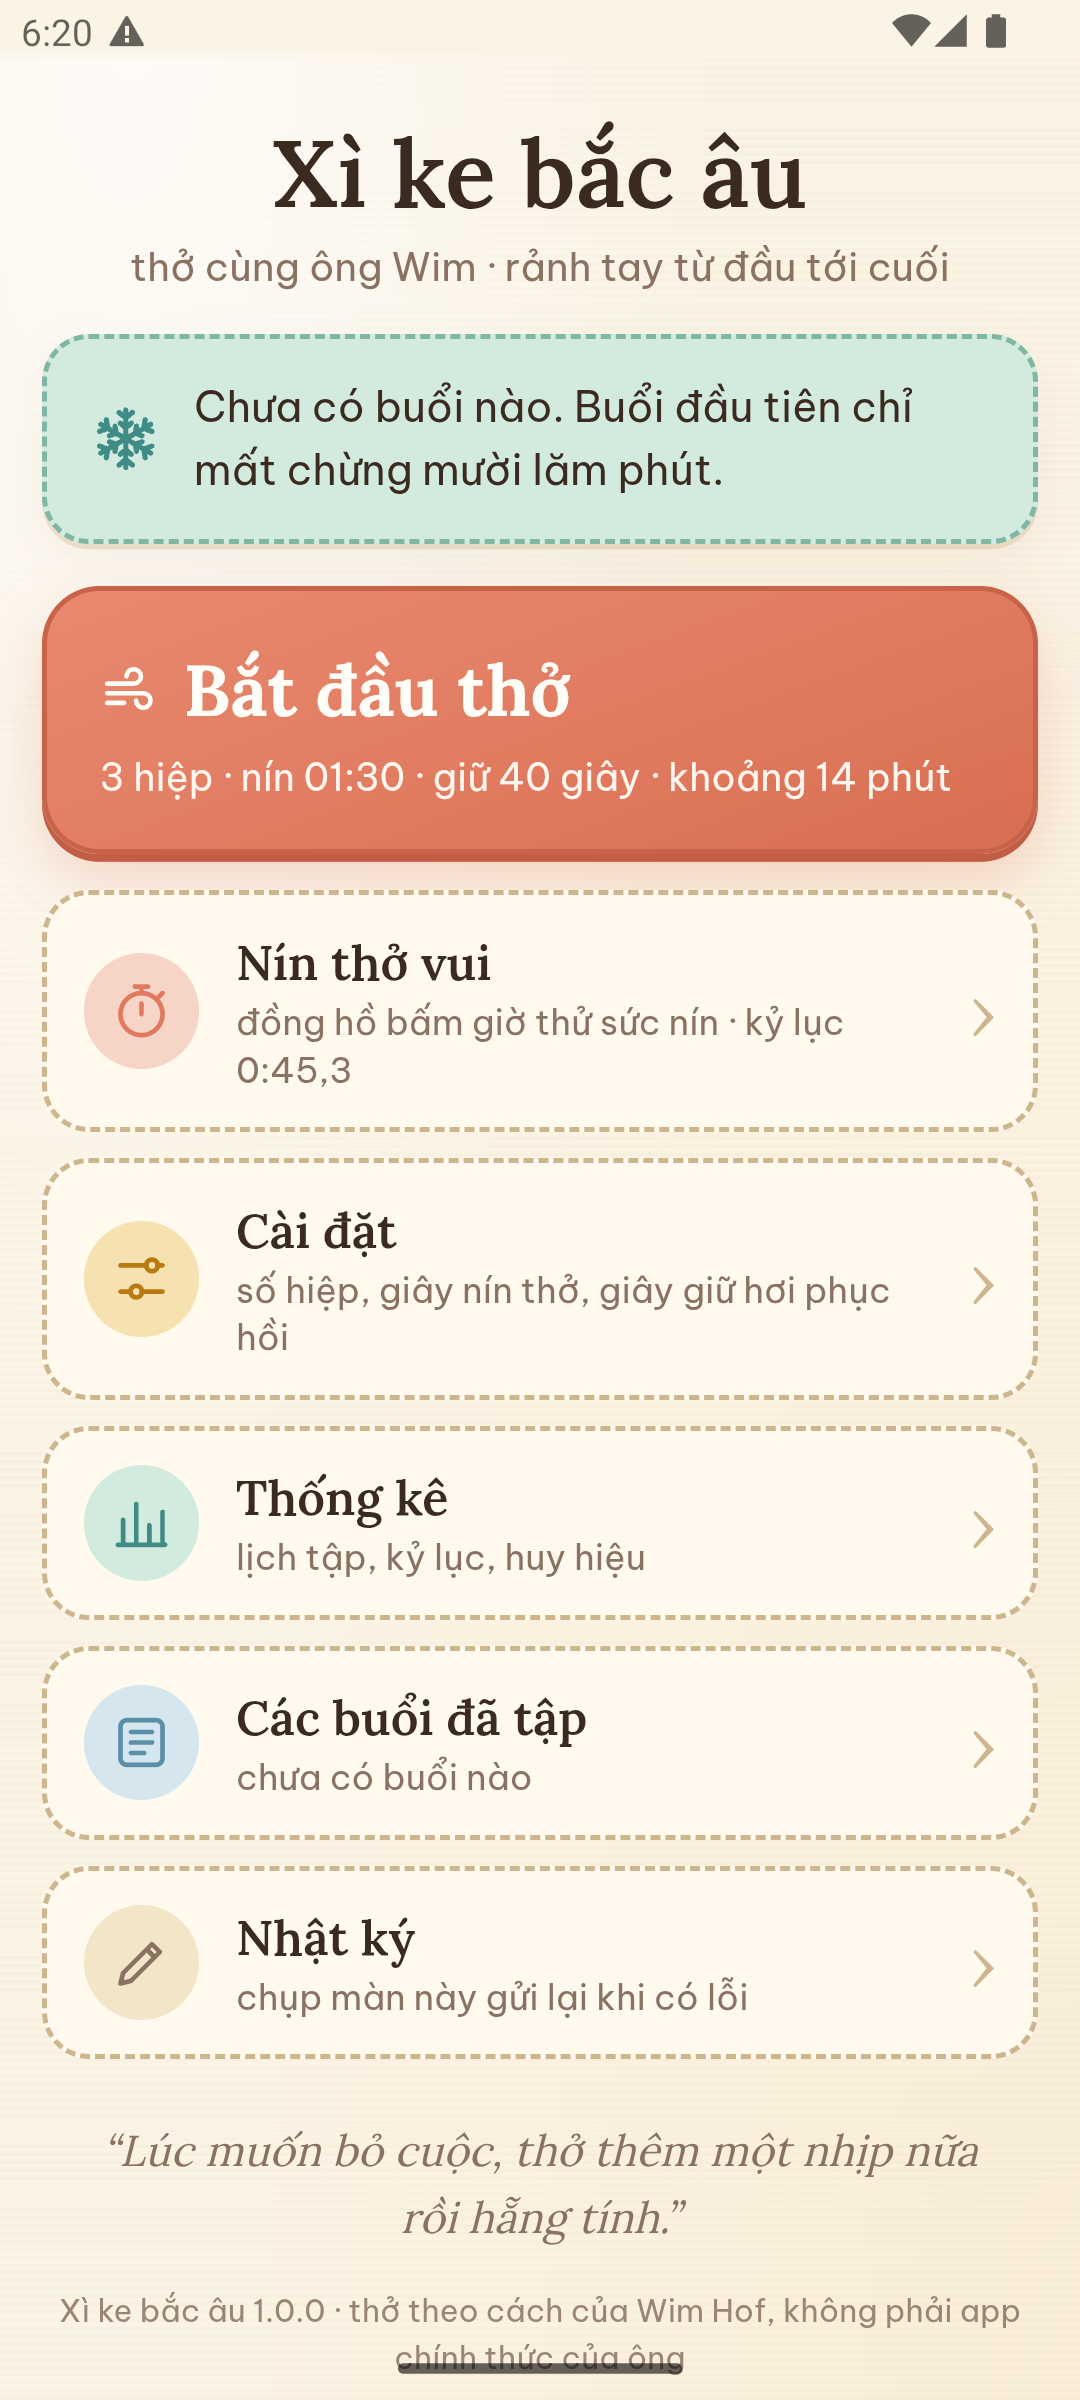 6:20
Xì ke bắc âu
thở cùng ông Wim · rảnh tay từ đầu tới cuối
Chưa có buổi nào. Buổi đầu tiên chỉ
mất chừng mười lăm phút.
Bắt đầu thở
3 hiệp · nín 01:30 · giữ 40 giây · khoảng 14 phút
Nín thở vui
đồng hồ bấm giờ thử sức nín · kỷ lục
0:45,3
Cài đặt
số hiệp, giây nín thở, giây giữ hơi phục
hồi
Thống kê
lịch tập, kỷ lục, huy hiệu
Các buổi đã tập
chưa có buổi nào
Nhật ký
chụp màn này gửi lại khi có lỗi
“Lúc muốn bỏ cuộc, thở thêm một nhịp nữa
rồi hẵng tính.”
Xì ke bắc âu 1.0.0 · thở theo cách của Wim Hof, không phải app
chính thức của ông